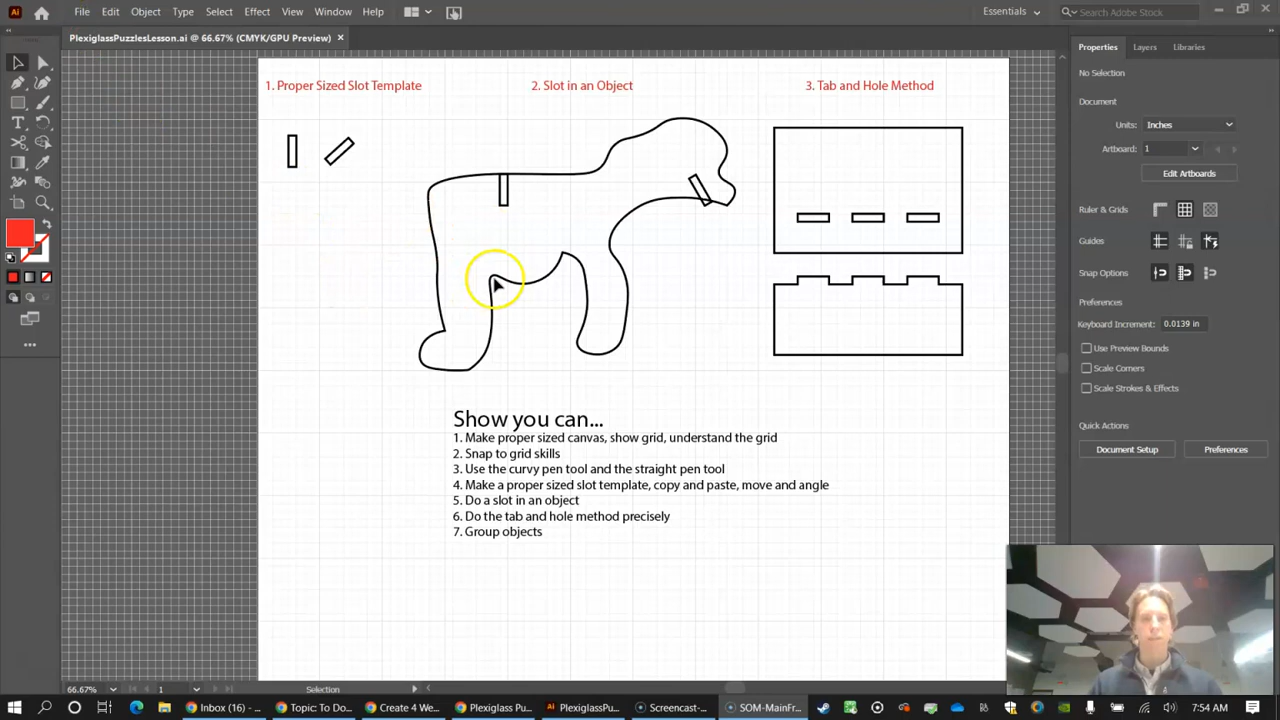 Ai File Edit Object Type Select Effect View Window Help Essentials Search Adobe Stock
PlexiglassPuzzlesLesson.ai @ 66.67% (CMYK/GPU Preview) ×
Properties Layers Libraries
No Selection
Document
Units: Inches
Artboard: 1
Edit Artboards
Ruler & Grids
Guides
Snap Options
Preferences
Keyboard Increment: 0.0139 in
Use Preview Bounds
Scale Corners
Scale Strokes & Effects
Quick Actions
Document Setup Preferences
1. Proper Sized Slot Template
2. Slot in an Object
3. Tab and Hole Method
Show you can...
1. Make proper sized canvas, show grid, understand the grid
2. Snap to grid skills
3. Use the curvy pen tool and the straight pen tool
4. Make a proper sized slot template, copy and paste, move and angle
5. Do a slot in an object
6. Do the tab and hole method precisely
7. Group objects
66.67% 1 Selection
Inbox (16) - Topic To Do... Create 4 We... Plexiglass Pu... PlexiglassPu... Screencast-... SOM-MainFr... 7:54 AM